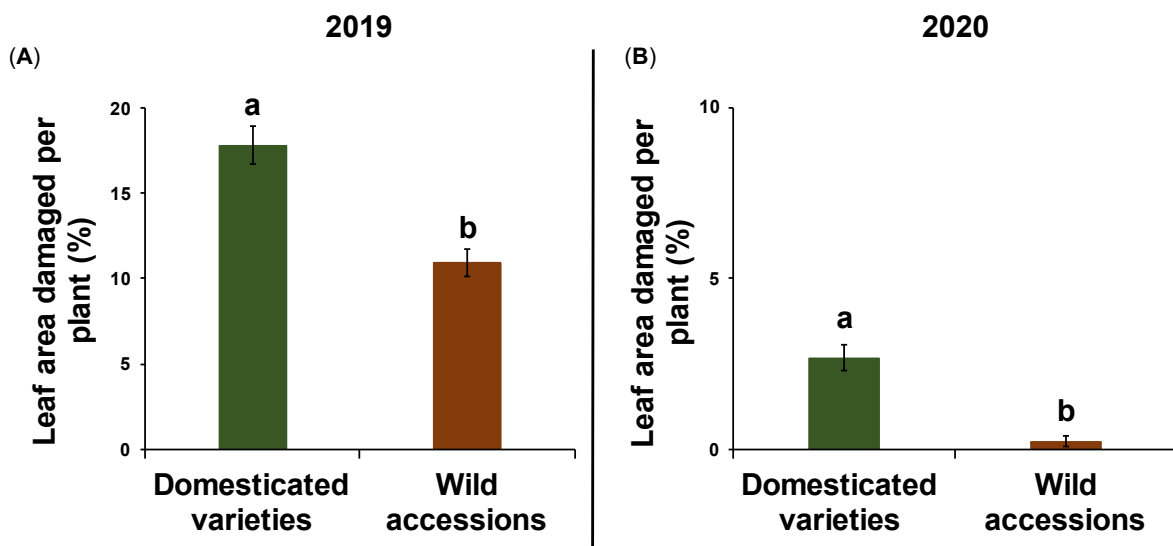 2019
(A)
Leaf area damaged per
plant (%)
20
15
10
5
0
a
b
Domesticated
varieties
Wild
accessions
2020
(B)
Leaf area damaged per
plant (%)
10
5
0
a
b
Domesticated
varieties
Wild
accessions